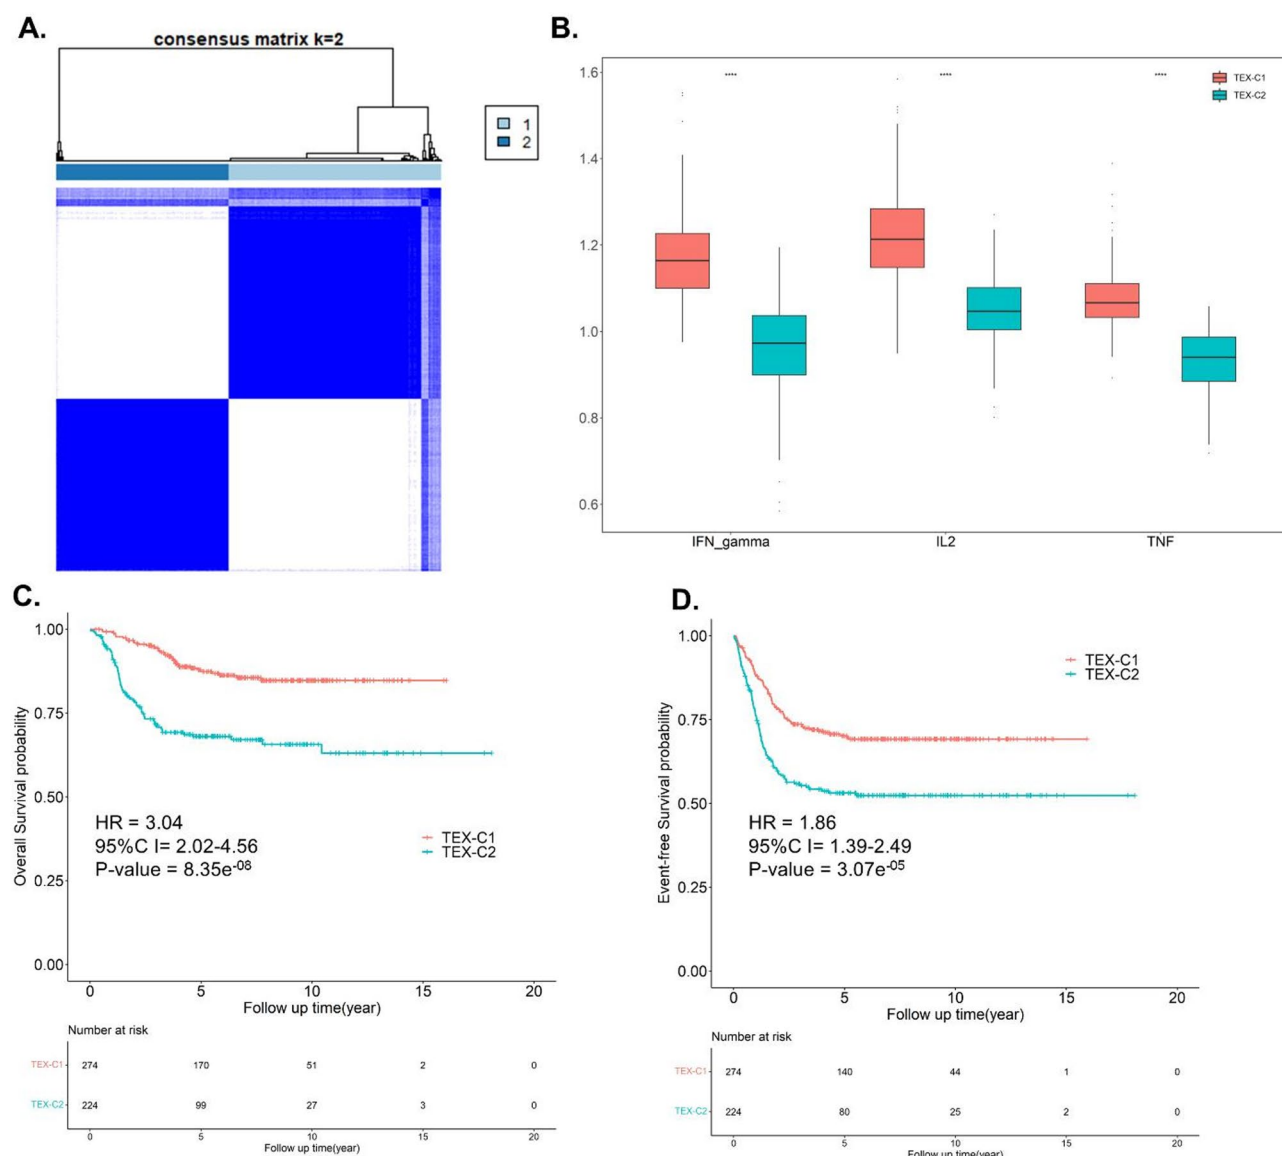 A.
consensus matrix k=2
1
2
B.
1.6
1.4
1.2
1.0
0.8
0.6
****
****
****
TEX-C1
TEX-C2
IFN_gamma IL2 TNF
C.
Overall Survival probability
1.00
0.75
0.50
0.25
0.00
HR = 3.04
95%C I= 2.02-4.56
P-value = 8.35e-08
TEX-C1
TEX-C2
0 5 10 15 20
Follow up time(year)
Number at risk
TEX-C1 274 170 51 2 0
TEX-C2 224 99 27 3 0
0 5 10 15 20
Follow up time(year)
D.
Event-free Survival probability
1.00
0.75
0.50
0.25
0.00
TEX-C1
TEX-C2
HR = 1.86
95%C I= 1.39-2.49
P-value = 3.07e-05
0 5 10 15 20
Follow up time(year)
Number at risk
TEX-C1 274 140 44 1 0
TEX-C2 224 80 25 2 0
0 5 10 15 20
Follow up time(year)